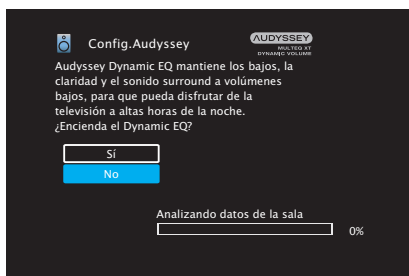 Config.Audyssey
AUDYSSEY
MULTEQ XT
DYNAMIC VOLUME
Audyssey Dynamic EQ mantiene los bajos, la
claridad y el sonido surround a volúmenes
bajos, para que pueda disfrutar de la
televisión a altas horas de la noche.
¿Encienda el Dynamic EQ?
Sí
No
Analizando datos de la sala
0%